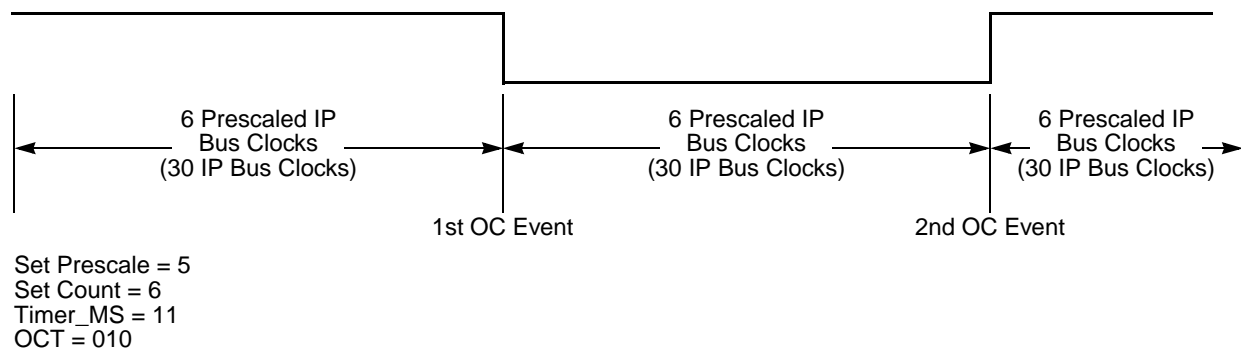 6 Prescaled IP
Bus Clocks
(30 IP Bus Clocks)
6 Prescaled IP
Bus Clocks
(30 IP Bus Clocks)
6 Prescaled IP
Bus Clocks
(30 IP Bus Clocks)
1st OC Event
2nd OC Event
Set Prescale = 5
Set Count = 6
Timer_MS = 11
OCT = 010